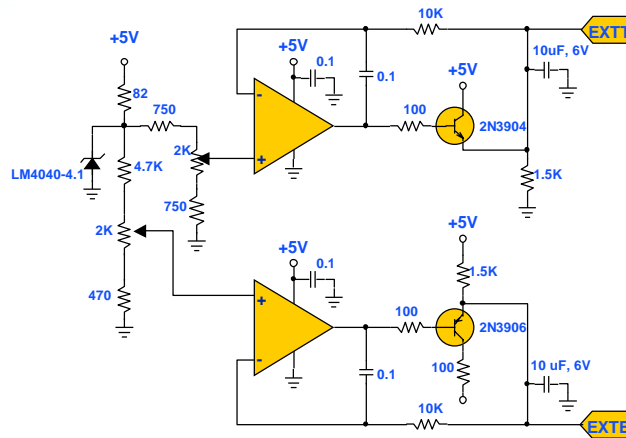 10K
EXTT
+5V
0.1
10uF, 6V
+5V
82
750
-
0.1
100
2N3904
2K
+
LM4040-4.1
4.7K
1.5K
750
2K
+5V
+5V
0.1
1.5K
470
+
100
2N3906
-
0.1
100
10 uF, 6V
10K
EXTB